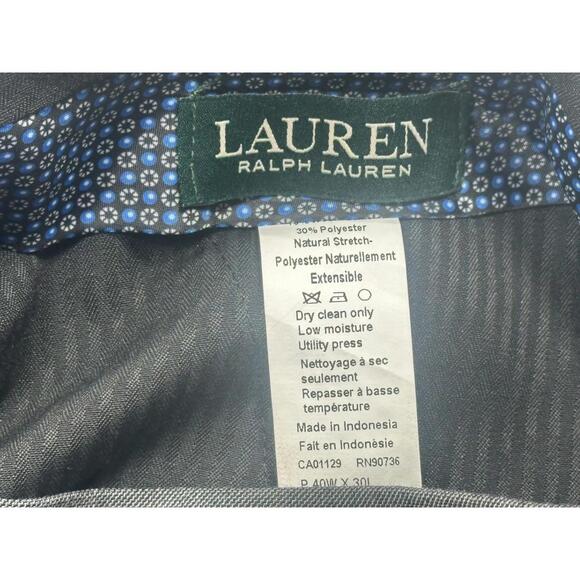 LAUREN
RALPH LAUREN
30% Polyester
Natural Stretch-
Polyester Naturellement
Extensible
Dry clean only
Low moisture
Utility press
Nettoyage à sec
seulement
Repasser à basse
température
Made in Indonesia
Fait en Indonèsie
CA01129 RN90736
P 40W X 30L